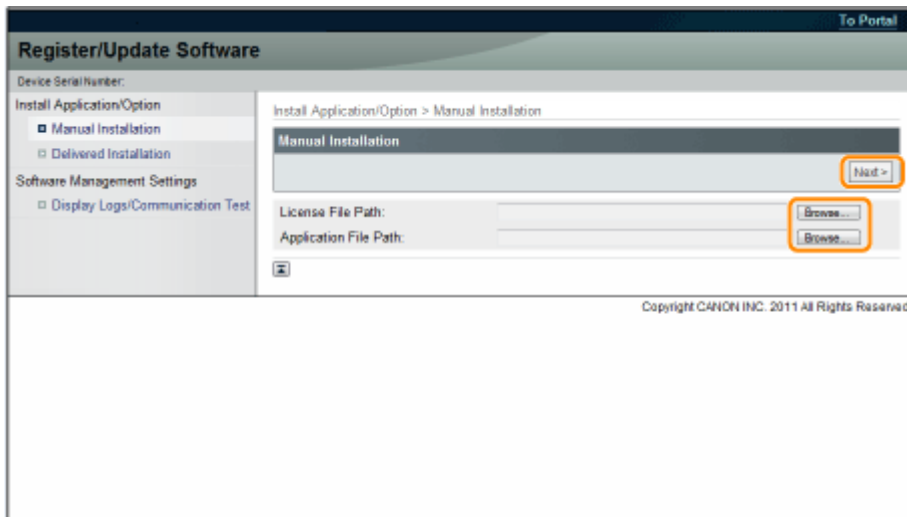 To Portal
Register/Update Software
Device Serial Number:
Install Application/Option
Manual Installation
Delivered Installation
Software Management Settings
Display Logs/Communication Test
Install Application/Option > Manual Installation
Manual Installation
Next >
License File Path:
Browse...
Application File Path:
Browse...
Copyright CANON INC. 2011 All Rights Reserved